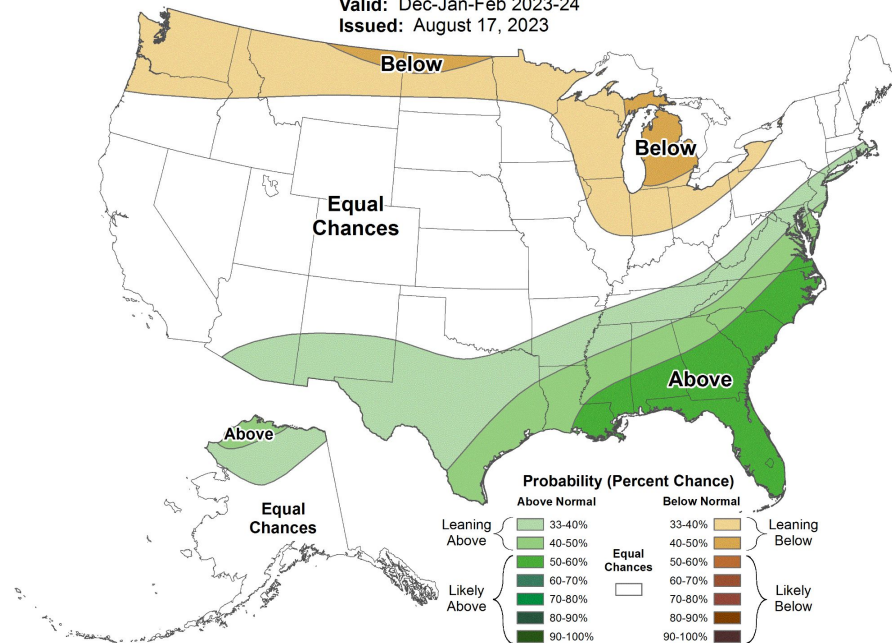 Valid: Dec-Jan-Feb 2023-24
Issued: August 17, 2023
Below
Below
Equal
Chances
Above
Above
Equal
Chances
Probability (Percent Chance)
Above Normal
Below Normal
Leaning
Above
33-40%
40-50%
50-60%
60-70%
70-80%
80-90%
90-100%
Likely
Above
Equal
Chances
33-40%
40-50%
50-60%
60-70%
70-80%
80-90%
90-100%
Leaning
Below
Likely
Below